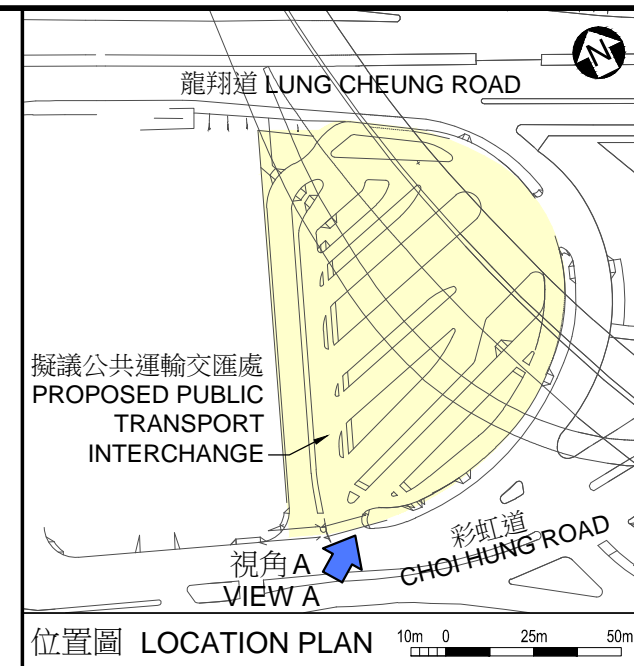 N
龍翔道 LUNG CHEUNG ROAD
擬議公共運輸交匯處
PROPOSED PUBLIC
TRANSPORT
INTERCHANGE
彩虹道
CHOI HUNG ROAD
視角A
VIEW A
位置圖 LOCATION PLAN
10m 0 25m 50m